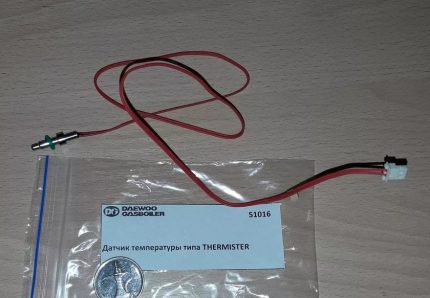 DAEWOO
GASBOILER
S1016
Датчик температуры типа THERMISTER